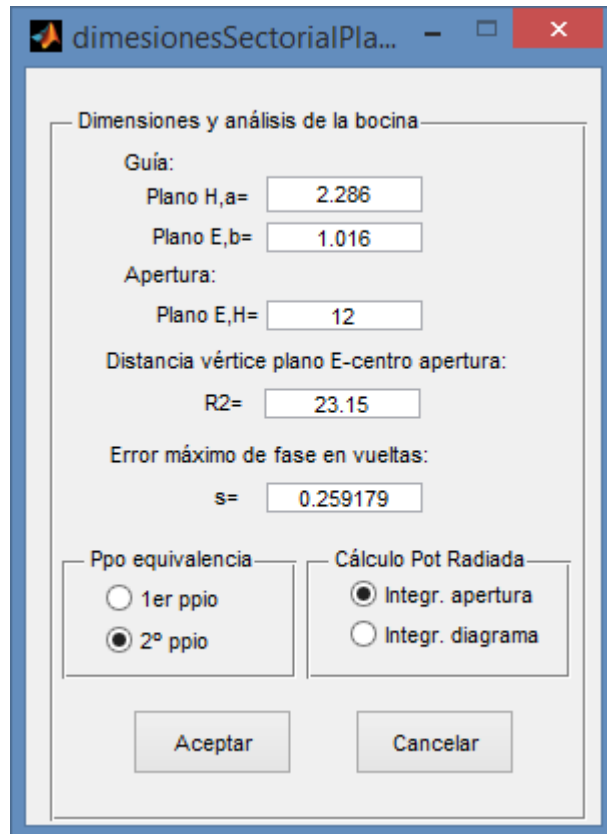 dimesionesSectorialPla...
Dimensiones y análisis de la bocina
Guía:
Plano H,a= 2.286
Plano E,b= 1.016
Apertura:
Plano E,H= 12
Distancia vértice plano E-centro apertura:
R2= 23.15
Error máximo de fase en vueltas:
s= 0.259179
Ppo equivalencia
1er ppio
2º ppio
Cálculo Pot Radiada
Integr. apertura
Integr. diagrama
Aceptar
Cancelar